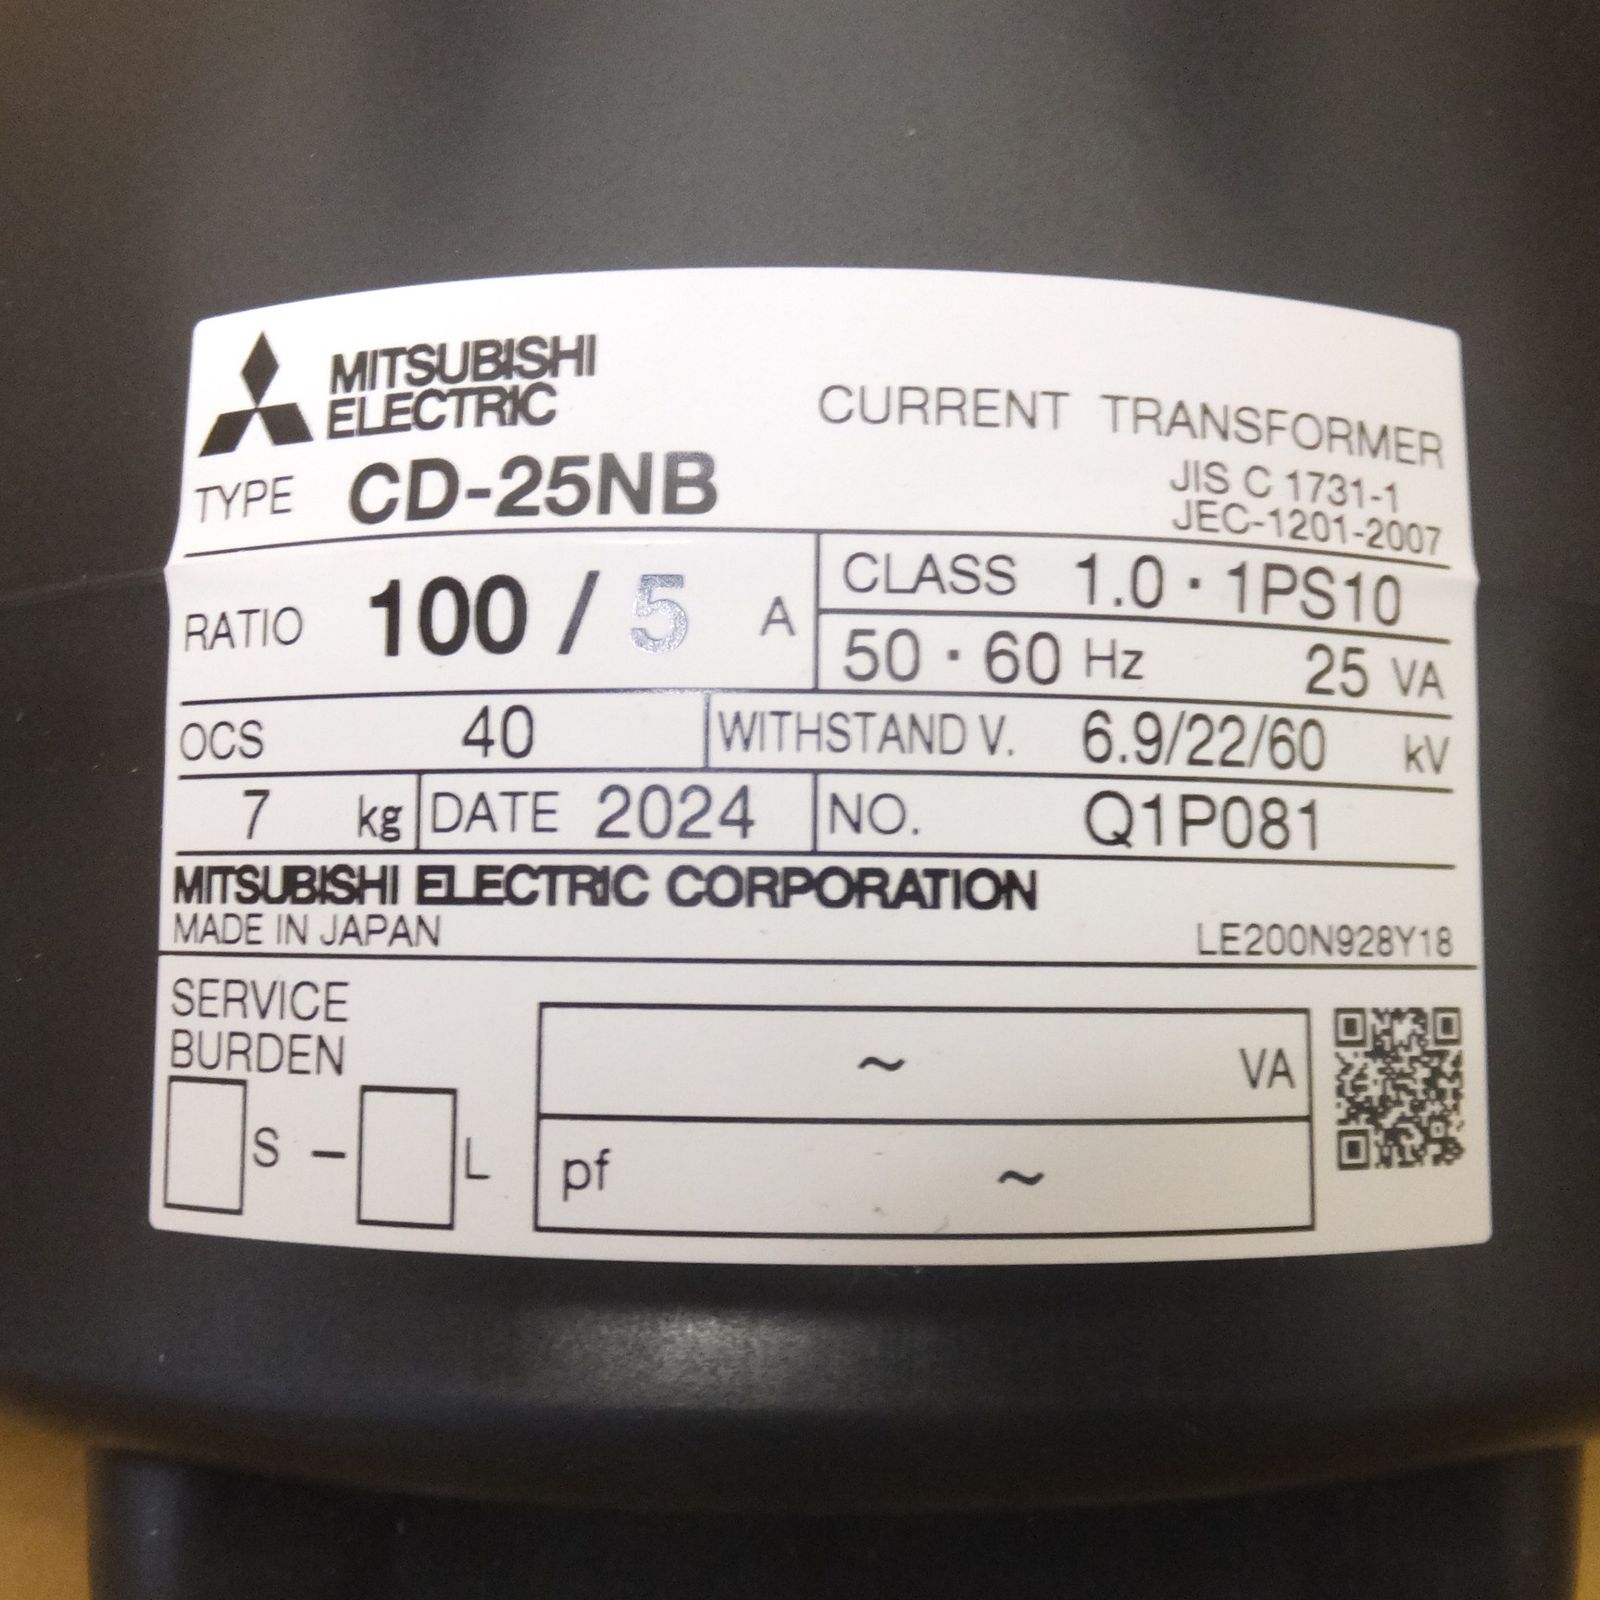 MITSUBISHI
ELECTRIC
CURRENT TRANSFORMER
TYPE CD-25NB
JIS C 1731-1
JEC-1201-2007
RATIO 100 / 5 A
CLASS 1.0・1PS10
50・60 Hz 25 VA
OCS 40
WITHSTAND V. 6.9/22/60 kV
7 kg
DATE 2024
NO. Q1P081
MITSUBISHI ELECTRIC CORPORATION
MADE IN JAPAN
LE200N928Y18
SERVICE
BURDEN
S - L
~ VA
pf ~